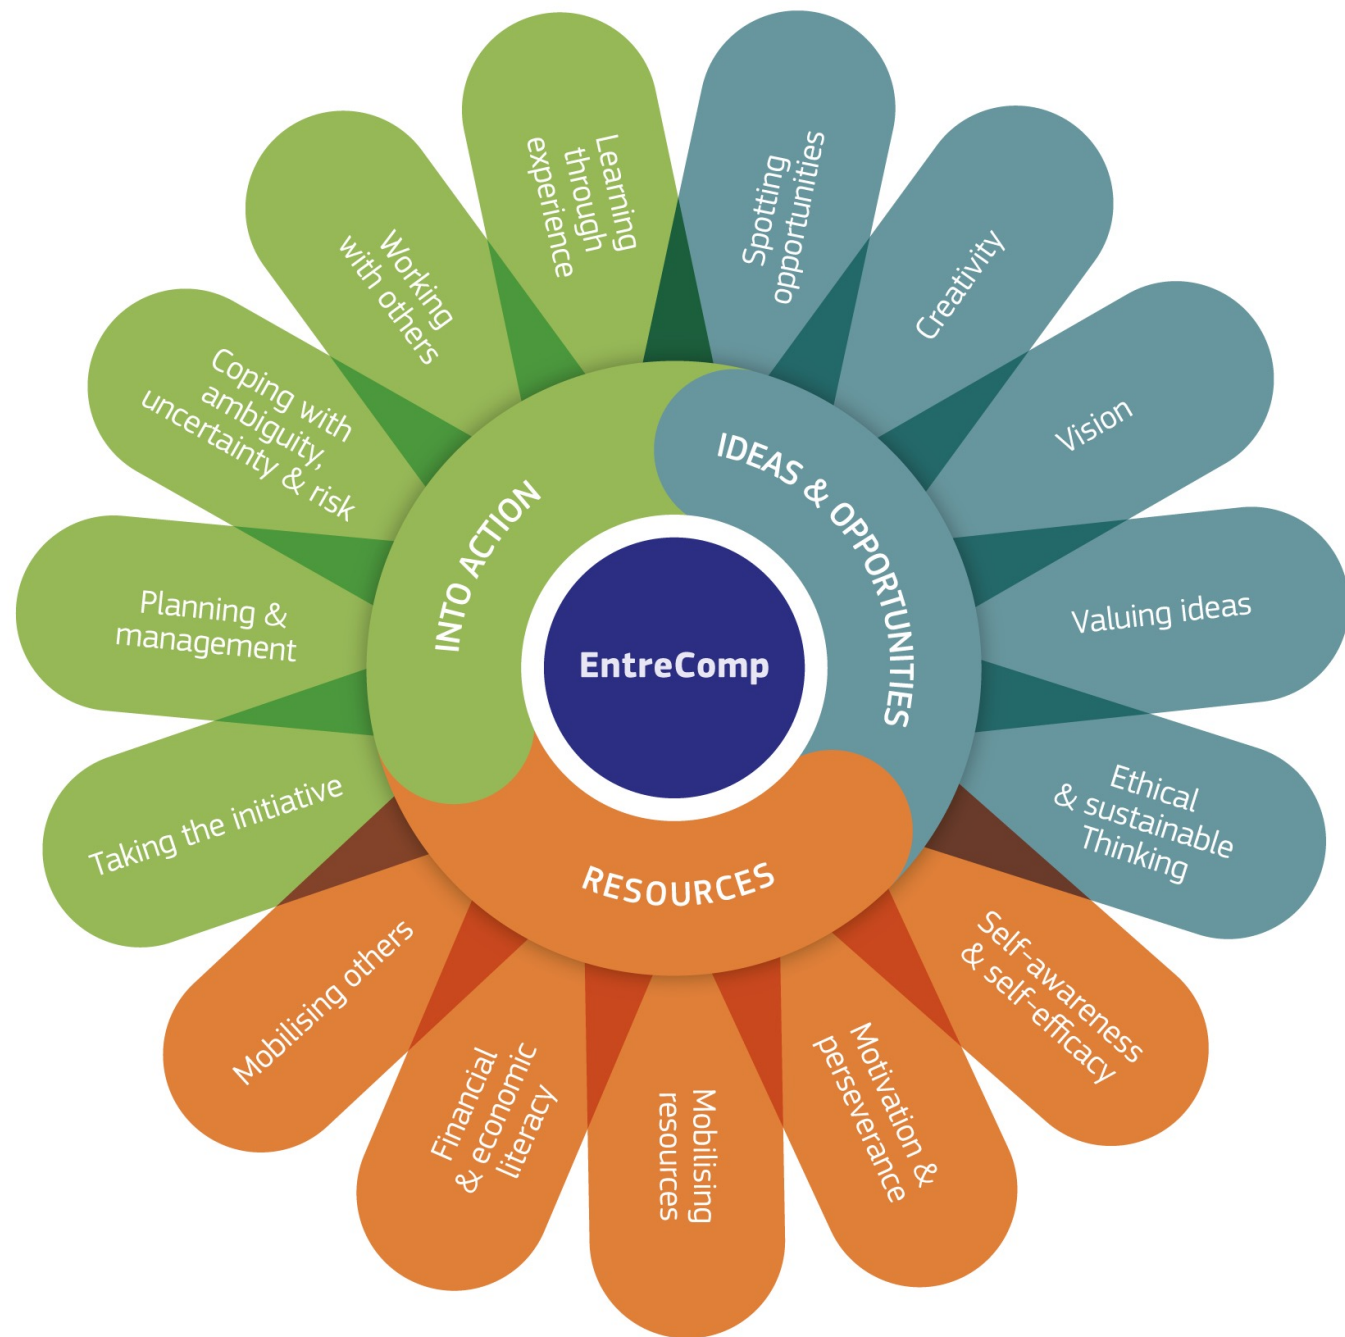 EntreComp
IDEAS & OPPORTUNITIES
Spotting
opportunities
Creativity
Vision
Valuing ideas
Ethical
& sustainable
Thinking
RESOURCES
Self-awareness
& self-efficacy
Motivation &
perseverance
Mobilising
resources
Financial
& economic
literacy
Mobilising others
INTO ACTION
Taking the initiative
Planning &
management
Coping with
ambiguity,
uncertainty & risk
Working
with others
Learning
through
experience